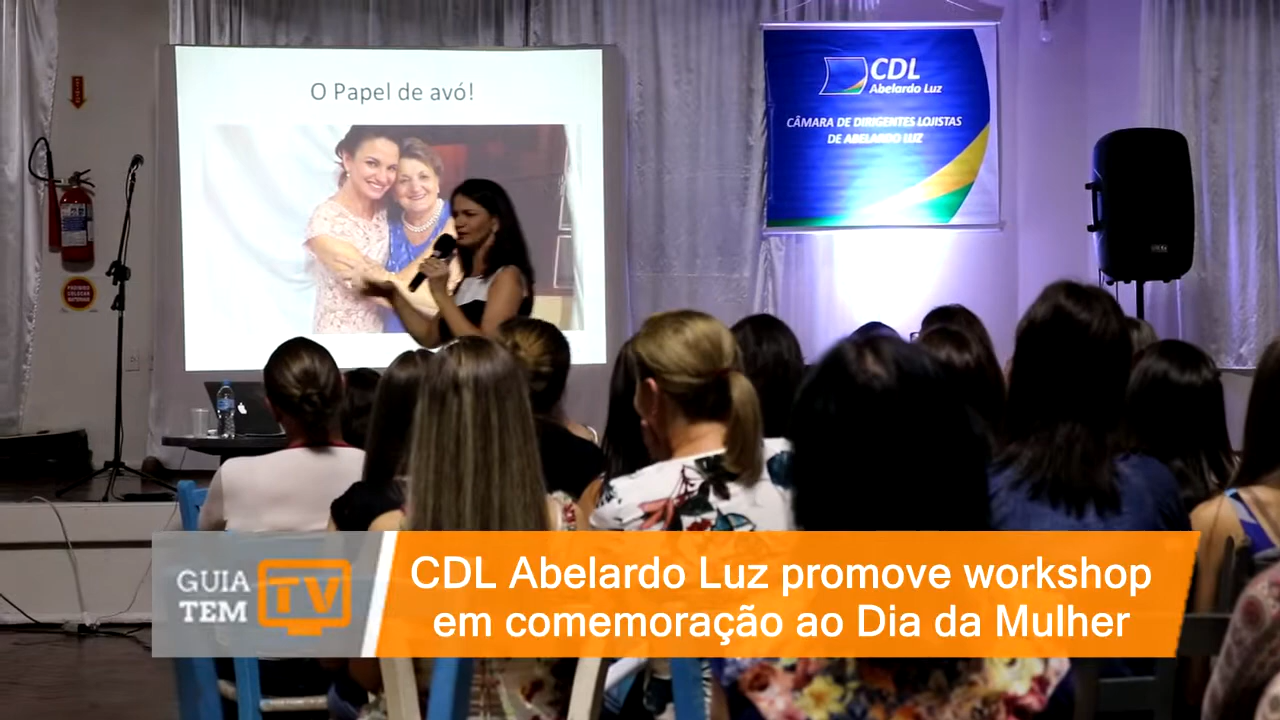 O Papel de avó!
CDL
Abelardo Luz
CÂMARA DE DIRIGENTES LOJISTAS
DE ABELARDO LUZ
GUIA
TEM
TV
CDL Abelardo Luz promove workshop
em comemoração ao Dia da Mulher